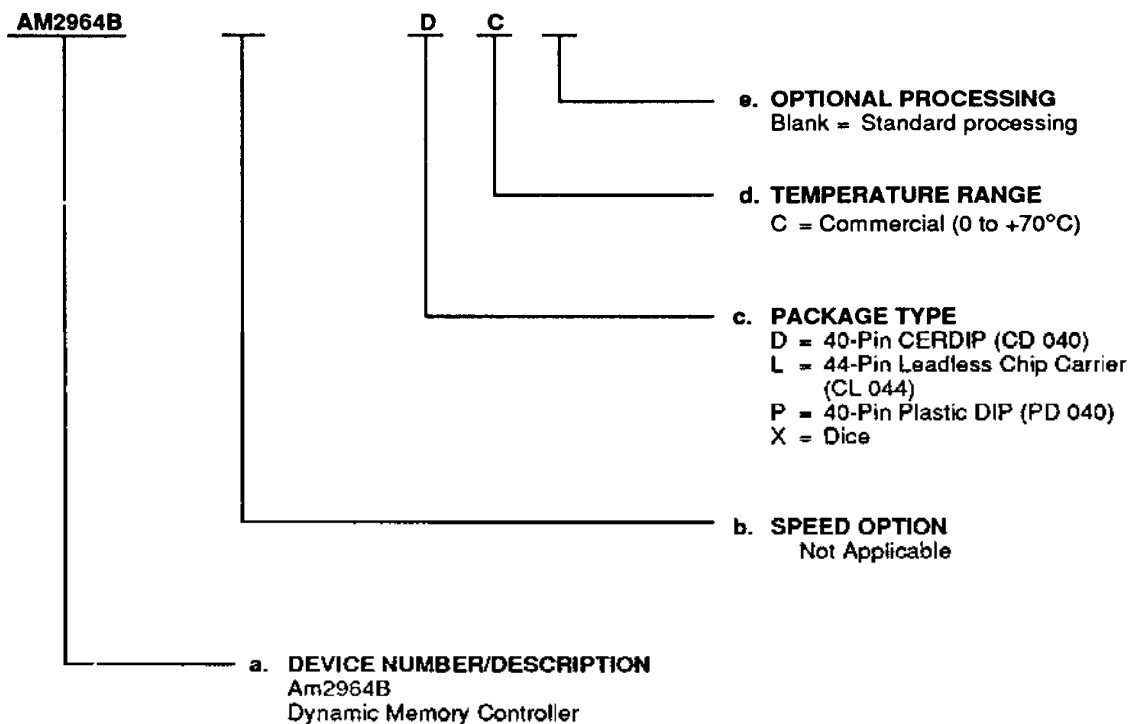 AM2964B D C
e. OPTIONAL PROCESSING
Blank = Standard processing
d. TEMPERATURE RANGE
C = Commercial (0 to +70°C)
c. PACKAGE TYPE
D = 40-Pin CERDIP (CD 040)
L = 44-Pin Leadless Chip Carrier
(CL 044)
P = 40-Pin Plastic DIP (PD 040)
X = Dice
b. SPEED OPTION
Not Applicable
a. DEVICE NUMBER/DESCRIPTION
Am2964B
Dynamic Memory Controller